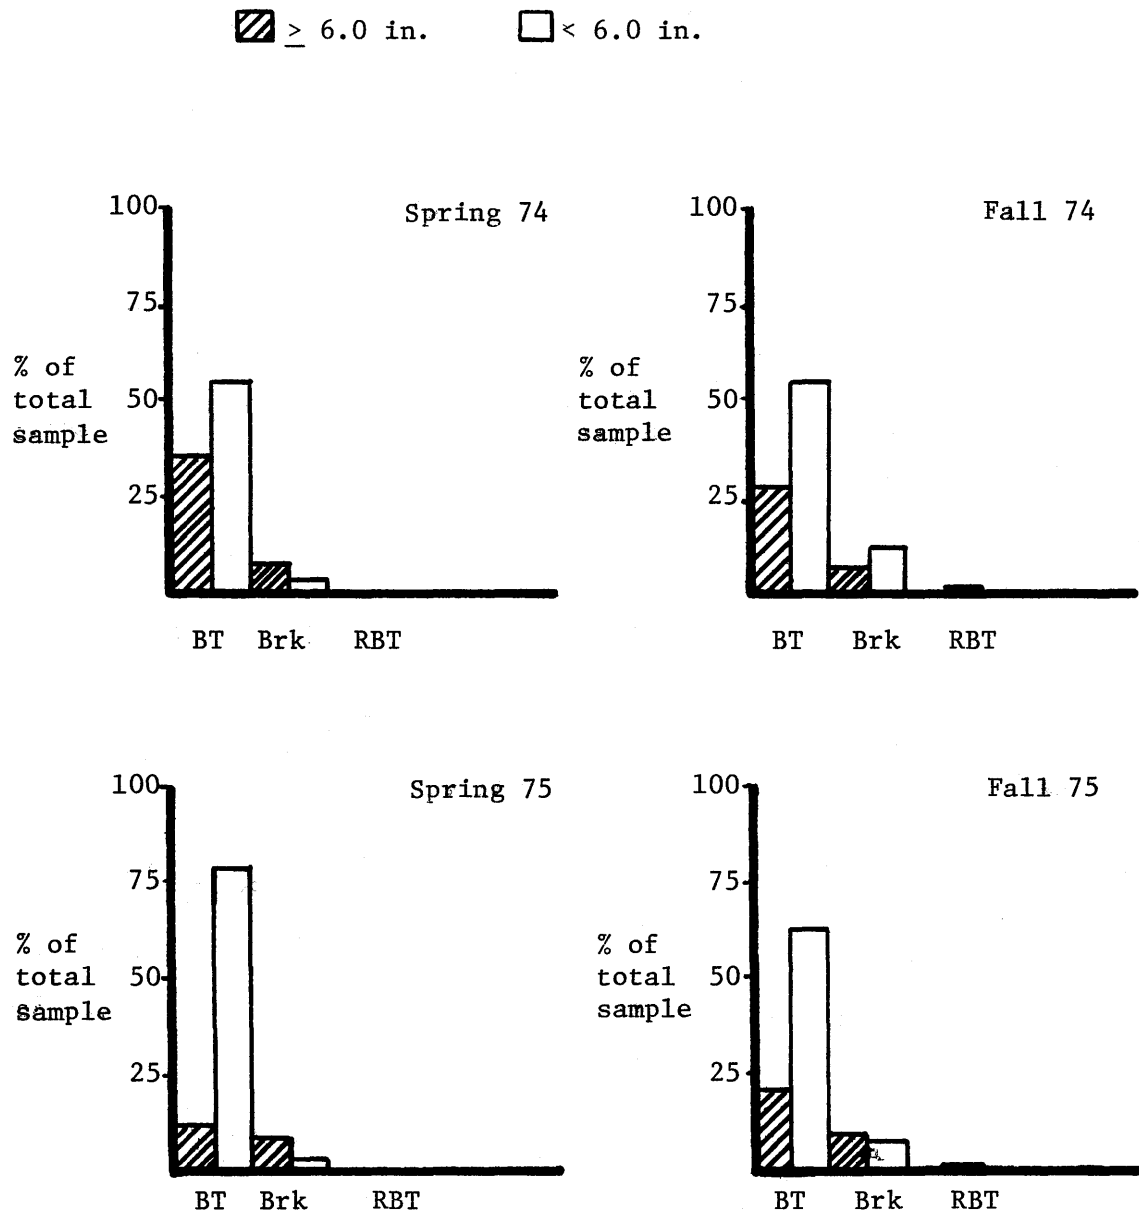 ≥ 6.0 in. < 6.0 in.
Spring 74
100
75
50
25
% of
total
sample
BT Brk RBT
Fall 74
100
75
50
25
% of
total
sample
BT Brk RBT
Spring 75
100
75
50
25
% of
total
sample
BT Brk RBT
Fall 75
100
75
50
25
% of
total
sample
BT Brk RBT